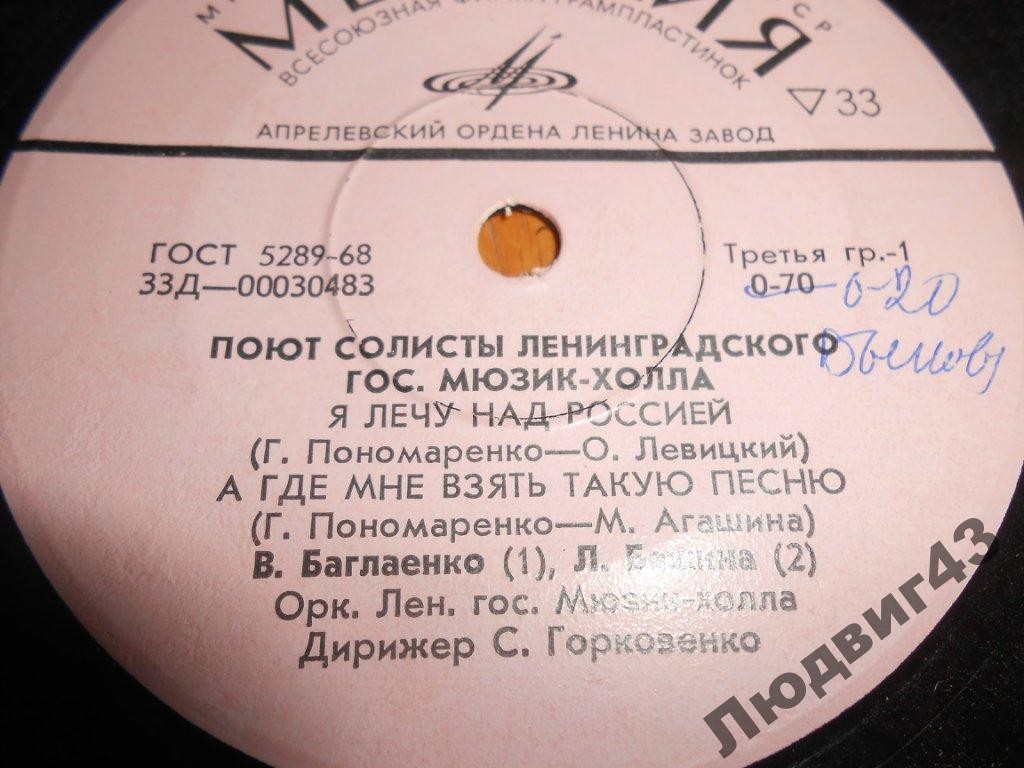 ВСЕСОЮЗНАЯ ФИРМА ГРАМПЛАСТИНОК
▽33
АПРЕЛЕВСКИЙ ОРДЕНА ЛЕНИНА ЗАВОД
ГОСТ 5289-68
33Д—00030483
Третья гр.-1
0-70 0-20
ПОЮТ СОЛИСТЫ ЛЕНИНГРАДСКОГО
ГОС. МЮЗИК-ХОЛЛА
Я ЛЕЧУ НАД РОССИЕЙ
(Г. Пономаренко—О. Левицкий)
А ГДЕ МНЕ ВЗЯТЬ ТАКУЮ ПЕСНЮ
(Г. Пономаренко—М. Агашина)
В. Баглаенко (1), Л. (2)
Орк. Лен. гос. Мюзик-холла
Дирижер С. Горковенко
Людвиг43